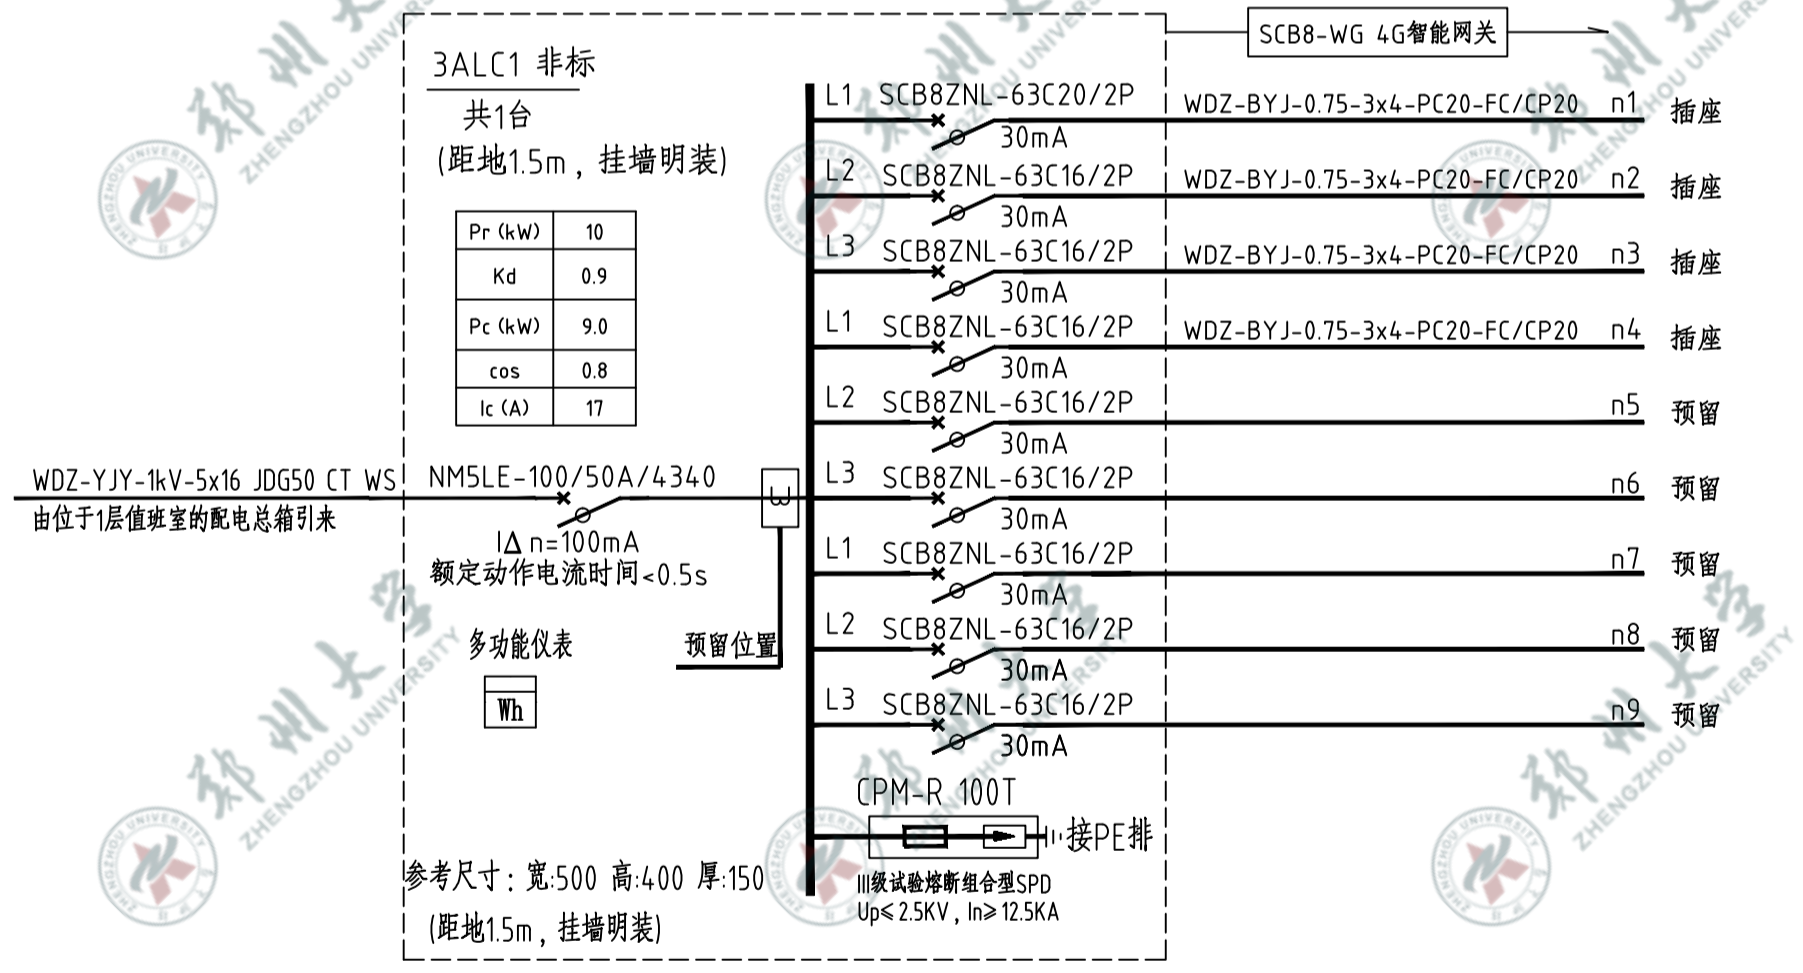 SCB8-WG 4G智能网关
3ALC1 非标
共1台
(距地1.5m，挂墙明装)
Pr (kW) 10
Kd 0.9
Pc (kW) 9.0
cos 0.8
Ic (A) 17
WDZ-YJY-1kV-5x16 JDG50 CT WS
由位于1层值班室的配电总箱引来
NM5LE-100/50A/4340
I∆n=100mA
额定动作电流时间<0.5s
多功能仪表
Wh
预留位置
L1 SCB8ZNL-63C20/2P WDZ-BYJ-0.75-3x4-PC20-FC/CP20 n1 插座
30mA
L2 SCB8ZNL-63C16/2P WDZ-BYJ-0.75-3x4-PC20-FC/CP20 n2 插座
30mA
L3 SCB8ZNL-63C16/2P WDZ-BYJ-0.75-3x4-PC20-FC/CP20 n3 插座
30mA
L1 SCB8ZNL-63C16/2P WDZ-BYJ-0.75-3x4-PC20-FC/CP20 n4 插座
30mA
L2 SCB8ZNL-63C16/2P n5 预留
30mA
L3 SCB8ZNL-63C16/2P n6 预留
30mA
L1 SCB8ZNL-63C16/2P n7 预留
30mA
L2 SCB8ZNL-63C16/2P n8 预留
30mA
L3 SCB8ZNL-63C16/2P n9 预留
30mA
CPM-R 100T
接PE排
III级试验熔断组合型SPD
Up≤2.5KV，In≥12.5KA
参考尺寸：宽:500 高:400 厚:150
(距地1.5m，挂墙明装)
郑州大学
ZHENGZHOU UNIVERSITY